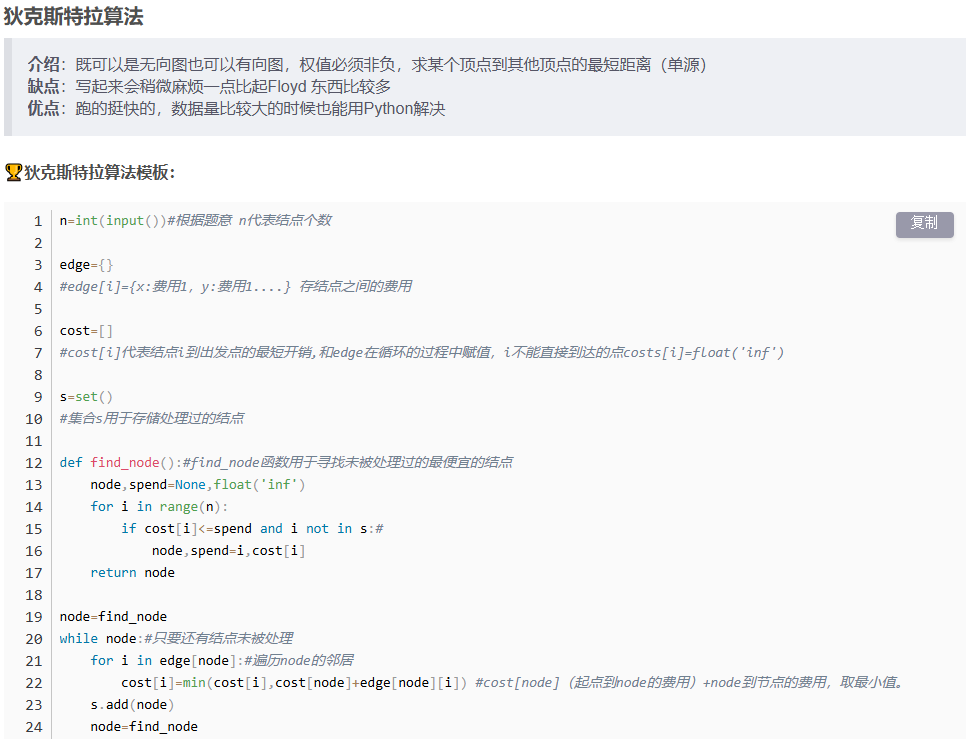 狄克斯特拉算法
介绍：既可以是无向图也可以有向图，权值必须非负，求某个顶点到其他顶点的最短距离（单源）
缺点：写起来会稍微麻烦一点比起Floyd 东西比较多
优点：跑的挺快的，数据量比较大的时候也能用Python解决
🏆狄克斯特拉算法模板：
复制
1 n=int(input())#根据题意 n代表结点个数
2
3 edge={}
4 #edge[i]={x:费用1，y:费用1....} 存结点之间的费用
5
6 cost=[]
7 #cost[i]代表结点i到出发点的最短开销,和edge在循环的过程中赋值，i不能直接到达的点costs[i]=float('inf')
8
9 s=set()
10 #集合s用于存储处理过的结点
11
12 def find_node():#find_node函数用于寻找未被处理过的最便宜的结点
13     node,spend=None,float('inf')
14     for i in range(n):
15         if cost[i]<=spend and i not in s:#
16             node,spend=i,cost[i]
17     return node
18
19 node=find_node
20 while node:#只要还有结点未被处理
21     for i in edge[node]:#遍历node的邻居
22         cost[i]=min(cost[i],cost[node]+edge[node][i]) #cost[node]（起点到node的费用）+node到节点的费用，取最小值。
23     s.add(node)
24     node=find_node